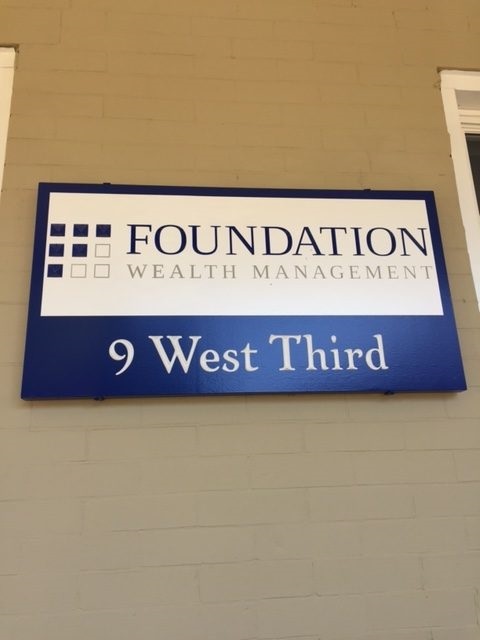 FOUNDATION
WEALTH MANAGEMENT
9 West Third